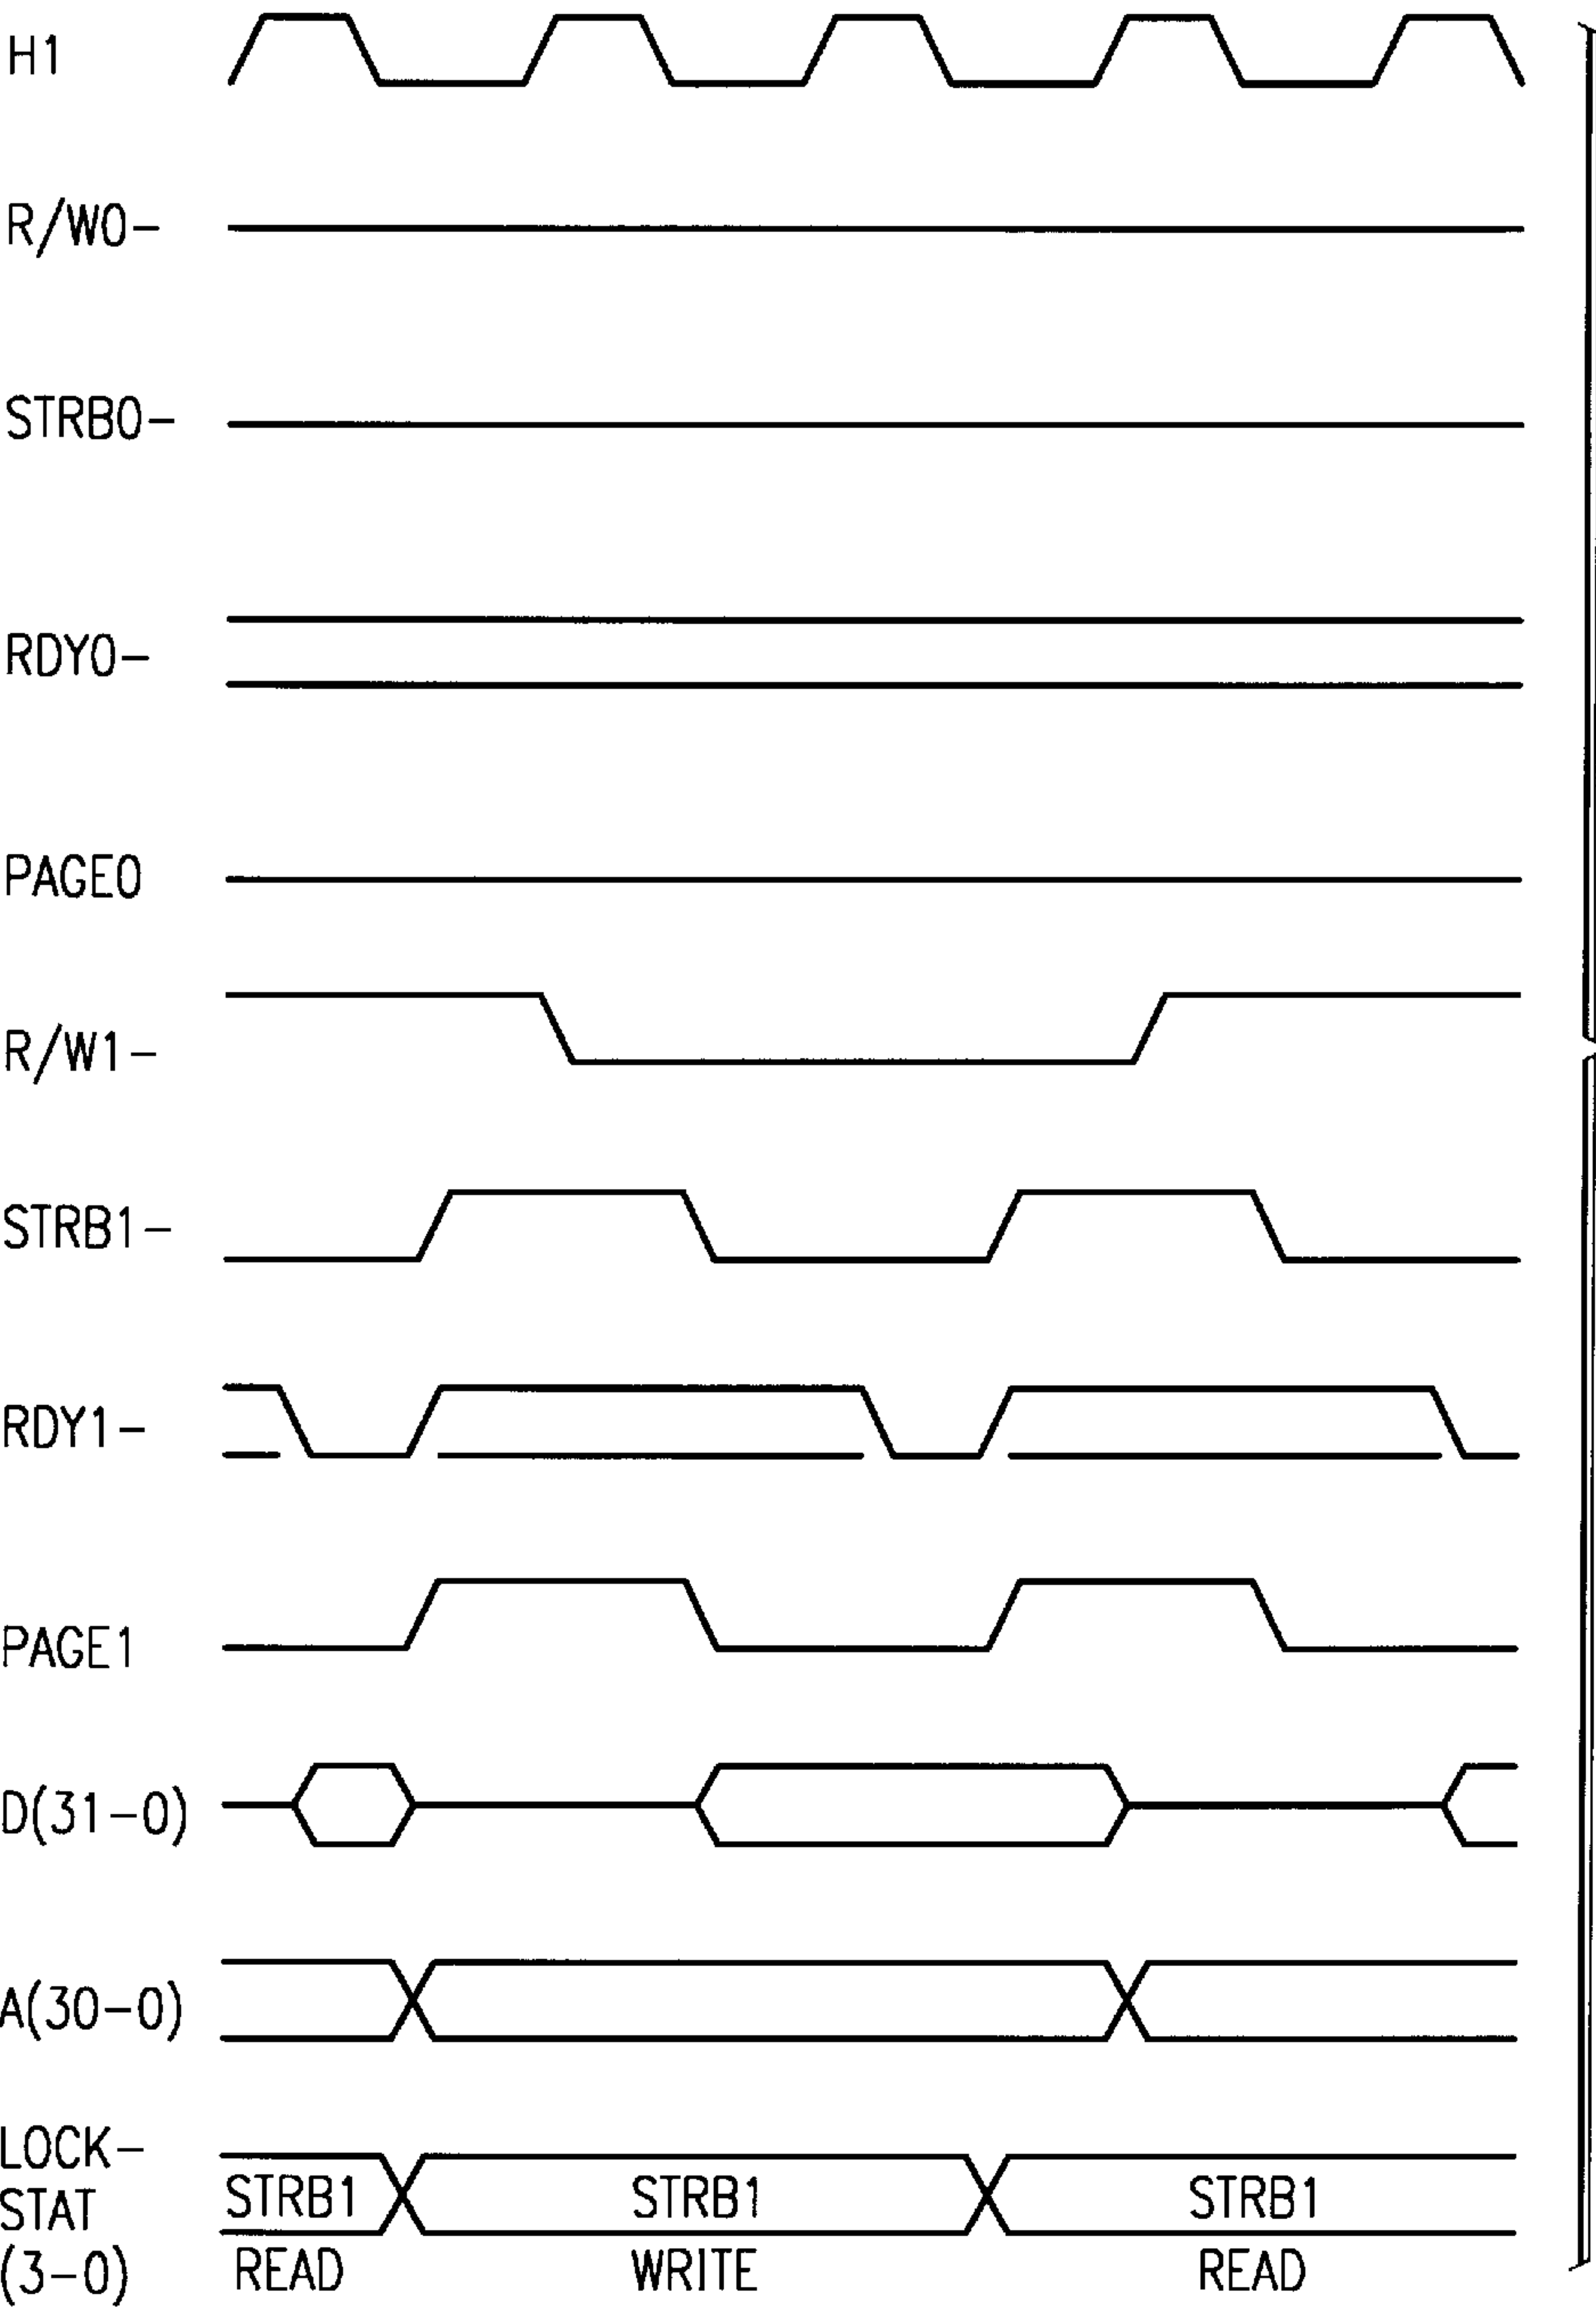 H1
R/W0-
STRB0-
RDY0-
PAGE0
R/W1-
STRB1-
RDY1-
PAGE1
D(31-0)
A(30-0)
LOCK-
STAT
(3-0)
STRB1 STRB1 STRB1
READ WRITE READ